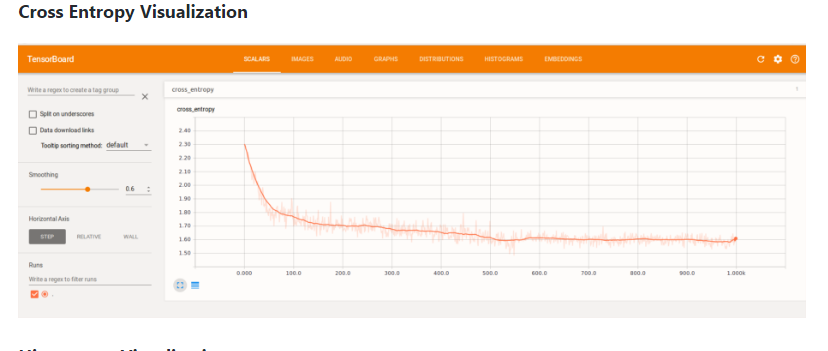 Cross Entropy Visualization
TensorBoard SCALARS IMAGES AUDIO GRAPHS DISTRIBUTIONS HISTOGRAMS EMBEDDINGS
Write a regex to create a tag group
Split on underscores
Data download links
Tooltip sorting method: default
Smoothing
0.6
Horizontal Axis
STEP RELATIVE WALL
Runs
Write a regex to filter runs
.
cross_entropy
cross_entropy
2.40
2.30
2.20
2.10
2.00
1.90
1.80
1.70
1.60
1.50
0.000 100.0 200.0 300.0 400.0 500.0 600.0 700.0 800.0 900.0 1.000k